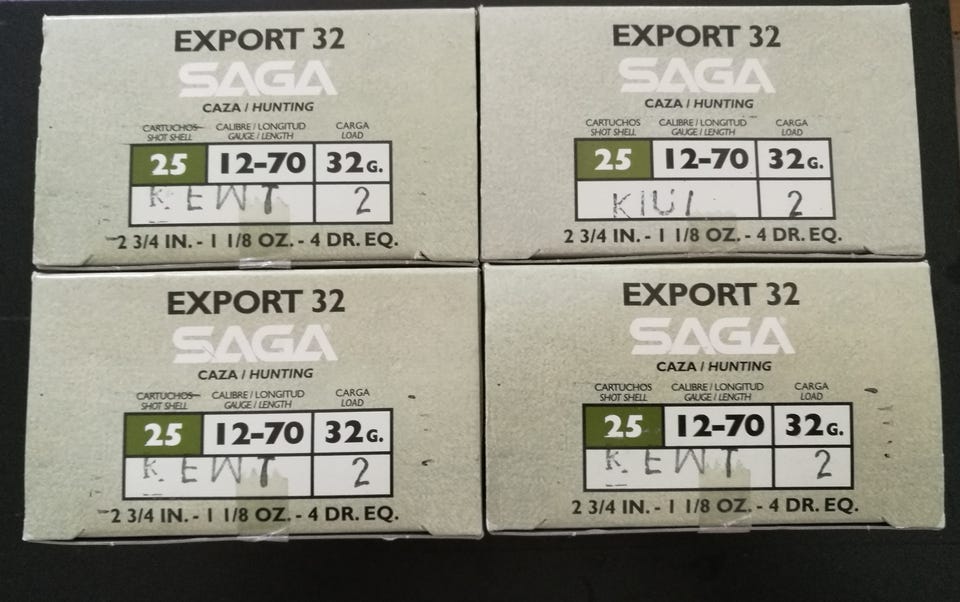 EXPORT 32
SAGA
CAZA / HUNTING
CARTUCHOS CALIBRE / LONGITUD CARGA
SHOT SHELL GAUGE / LENGTH LOAD
25 12-70 32G.
K EWT 2
2 3/4 IN. - 1 1/8 OZ. - 4 DR. EQ.
EXPORT 32
SAGA
CAZA / HUNTING
CARTUCHOS CALIBRE / LONGITUD CARGA
SHOT SHELL GAUGE / LENGTH LOAD
25 12-70 32G.
2
2 3/4 IN. - 1 1/8 OZ. - 4 DR. EQ.
EXPORT 32
SAGA
CAZA / HUNTING
CARTUCHOS CALIBRE / LONGITUD CARGA
SHOT SHELL GAUGE / LENGTH LOAD
25 12-70 32G.
K EWT 2
2 3/4 IN. - 1 1/8 OZ. - 4 DR. EQ.
EXPORT 32
SAGA
CAZA / HUNTING
CARTUCHOS CALIBRE / LONGITUD CARGA
SHOT SHELL GAUGE / LENGTH LOAD
25 12-70 32G.
K EWT 2
2 3/4 IN. - 1 1/8 OZ. - 4 DR. EQ.